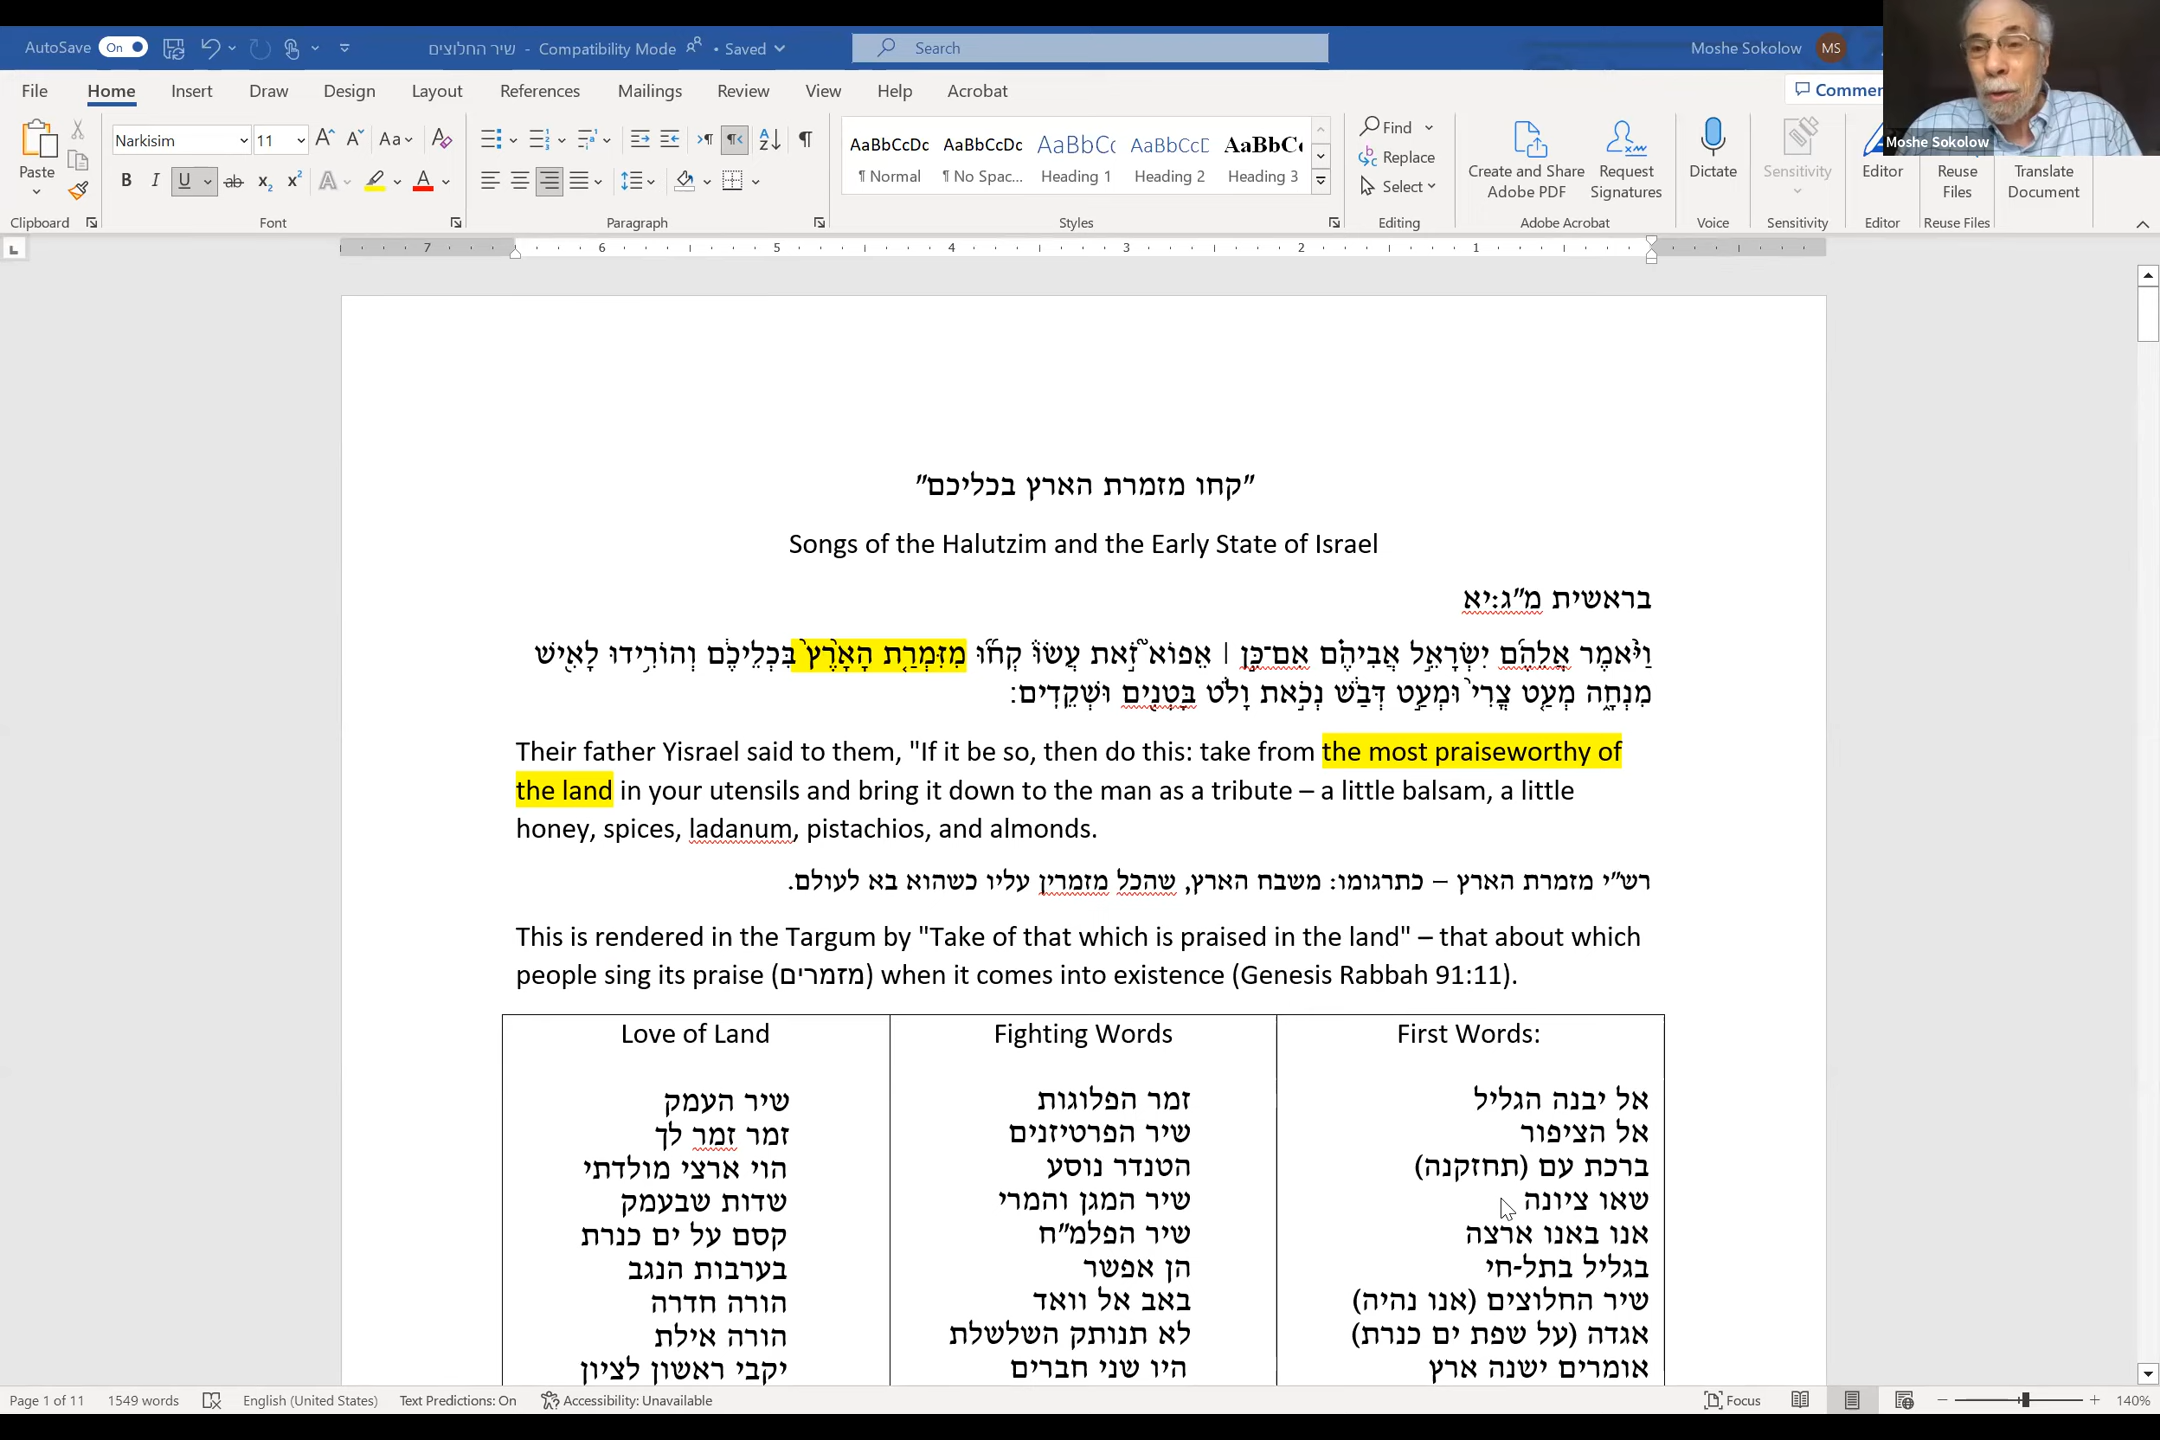 AutoSave On
שיר החלוצים - Compatibility Mode • Saved
Search
Moshe Sokolow MS
File Home Insert Draw Design Layout References Mailings Review View Help Acrobat
Moshe Sokolow
Paste
Clipboard
Narkisim 11
Font
Paragraph
AaBbCcDc AaBbCcDc AaBbCc AaBbCcD AaBbCc
¶ Normal ¶ No Spac... Heading 1 Heading 2 Heading 3
Styles
Find
Replace
Select
Editing
Create and Share Adobe PDF
Request Signatures
Adobe Acrobat
Dictate
Voice
Sensitivity
Sensitivity
Editor
Editor
Reuse Files
Reuse Files
Translate Document
7 6 5 4 3 2 1
"קחו מזמרת הארץ בכליכם"
Songs of the Halutzim and the Early State of Israel
בראשית מ"ג:יא
וַיֹּ֨אמֶר אֲלֵהֶ֜ם יִשְׂרָאֵ֣ל אֲבִיהֶ֗ם אִם־כֵּ֣ן | אֵפוֹא֮ זֹ֣את עֲשׂוּ֒ קְח֞וּ מִזִּמְרַ֤ת הָאָ֙רֶץ֙ בִּכְלֵיכֶ֔ם וְהוֹרִ֥ידוּ לָאִ֖ישׁ
מִנְחָ֑ה מְעַ֤ט צֳרִי֙ וּמְעַ֣ט דְּבַ֔שׁ נְכֹ֣את וָלֹ֔ט בָּטְנִ֖ים וּשְׁקֵדִֽים׃
Their father Yisrael said to them, "If it be so, then do this: take from the most praiseworthy of
the land in your utensils and bring it down to the man as a tribute – a little balsam, a little
honey, spices, ladanum, pistachios, and almonds.
רש"י מזמרת הארץ – כתרגומו: משבח הארץ, שהכל מזמרין עליו כשהוא בא לעולם.
This is rendered in the Targum by "Take of that which is praised in the land" – that about which
people sing its praise (מזמרים) when it comes into existence (Genesis Rabbah 91:11).
First Words:
אל יבנה הגליל
אל הציפור
ברכת עם (תחזקנה)
שאו ציונה
אנו באנו ארצה
בגליל בתל-חי
שיר החלוצים (אנו נהיה)
אגדה (על שפת ים כנרת)
אומרים ישנה ארץ
Fighting Words
זמר הפלוגות
שיר הפרטיזנים
הטנדר נוסע
שיר המגן והמרי
שיר הפלמ"ח
הן אפשר
באב אל וואד
לא תנותק השלשלת
היו שני חברים
Love of Land
שיר העמק
זמר זמר לך
הוי ארצי מולדתי
שדות שבעמק
קסם על ים כנרת
בערבות הנגב
הורה חדרה
הורה אילת
יקבי ראשון לציון
Page 1 of 11 1549 words English (United States) Text Predictions: On Accessibility: Unavailable Focus 140%